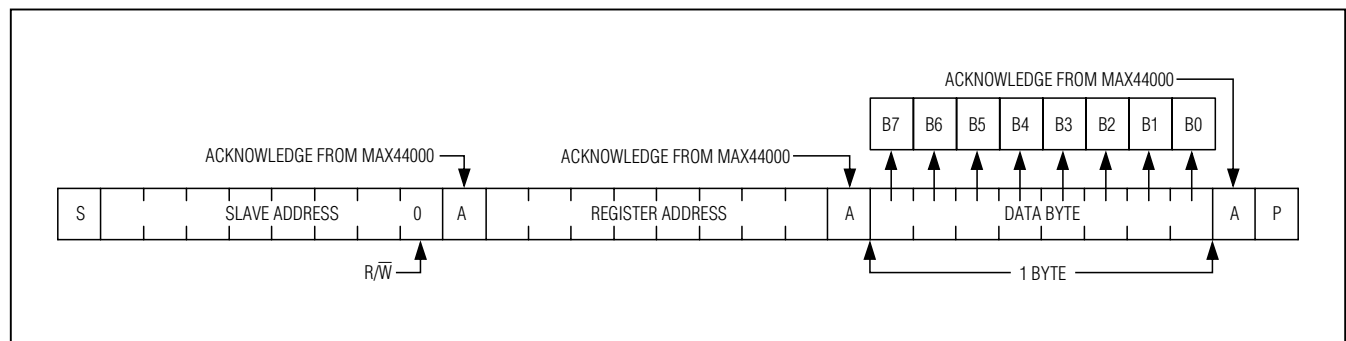 ACKNOWLEDGE FROM MAX44000
B7 B6 B5 B4 B3 B2 B1 B0
ACKNOWLEDGE FROM MAX44000 ACKNOWLEDGE FROM MAX44000
S SLAVE ADDRESS 0 A REGISTER ADDRESS A DATA BYTE A P
R/W̅ 1 BYTE